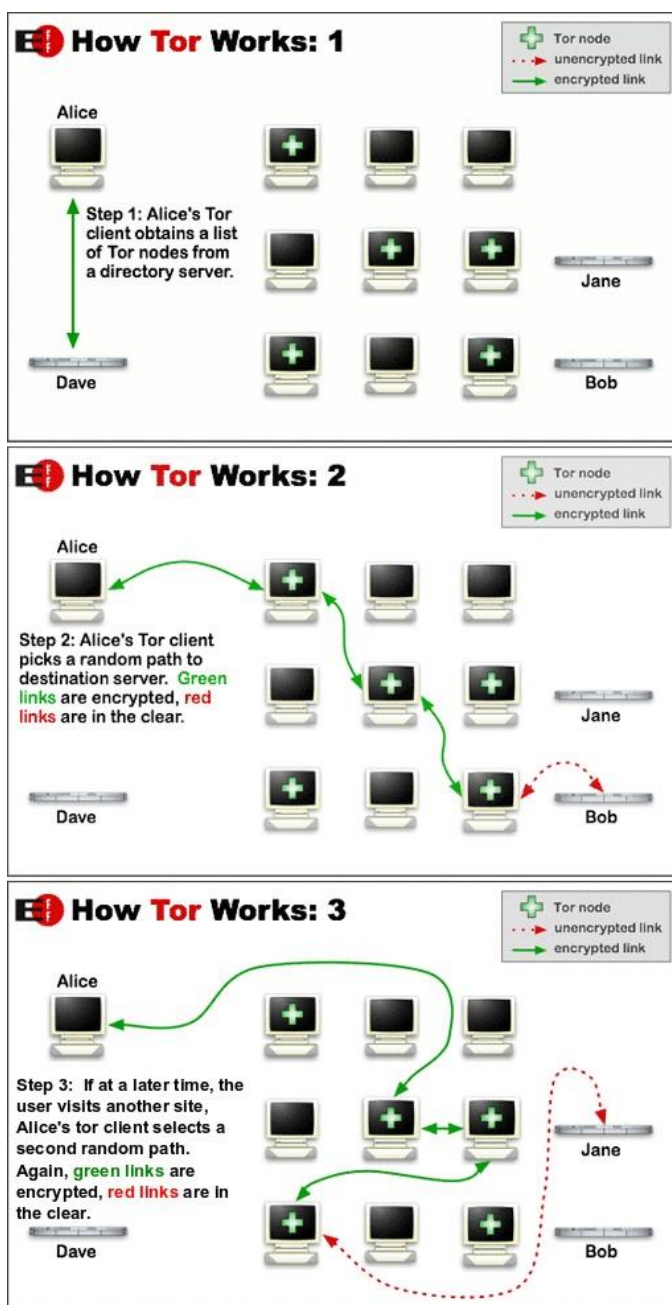 EFF How Tor Works: 1
Tor node
unencrypted link
encrypted link
Alice
Step 1: Alice's Tor
client obtains a list
of Tor nodes from
a directory server.
Jane
Dave
Bob
EFF How Tor Works: 2
Tor node
unencrypted link
encrypted link
Alice
Step 2: Alice's Tor client
picks a random path to
destination server. Green
links are encrypted, red
links are in the clear.
Jane
Dave
Bob
EFF How Tor Works: 3
Tor node
unencrypted link
encrypted link
Alice
Step 3: If at a later time, the
user visits another site,
Alice's tor client selects a
second random path.
Again, green links are
encrypted, red links are in
the clear.
Jane
Dave
Bob